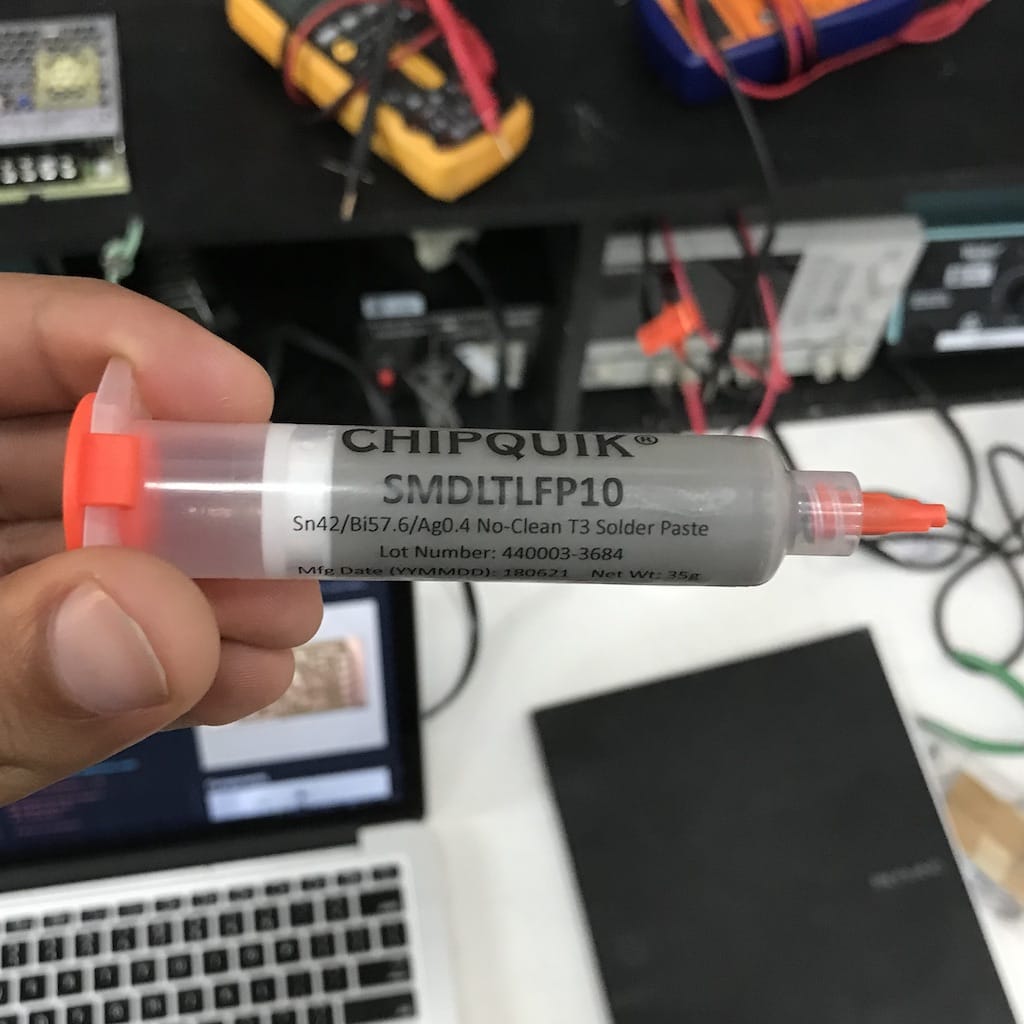 CHIPQUIK®
SMDLTLFP10
Sn42/Bi57.6/Ag0.4 No-Clean T3 Solder Paste
Lot Number: 440003-3684
Mfg Date (YYMMDD): 180621 Net Wt: 35g